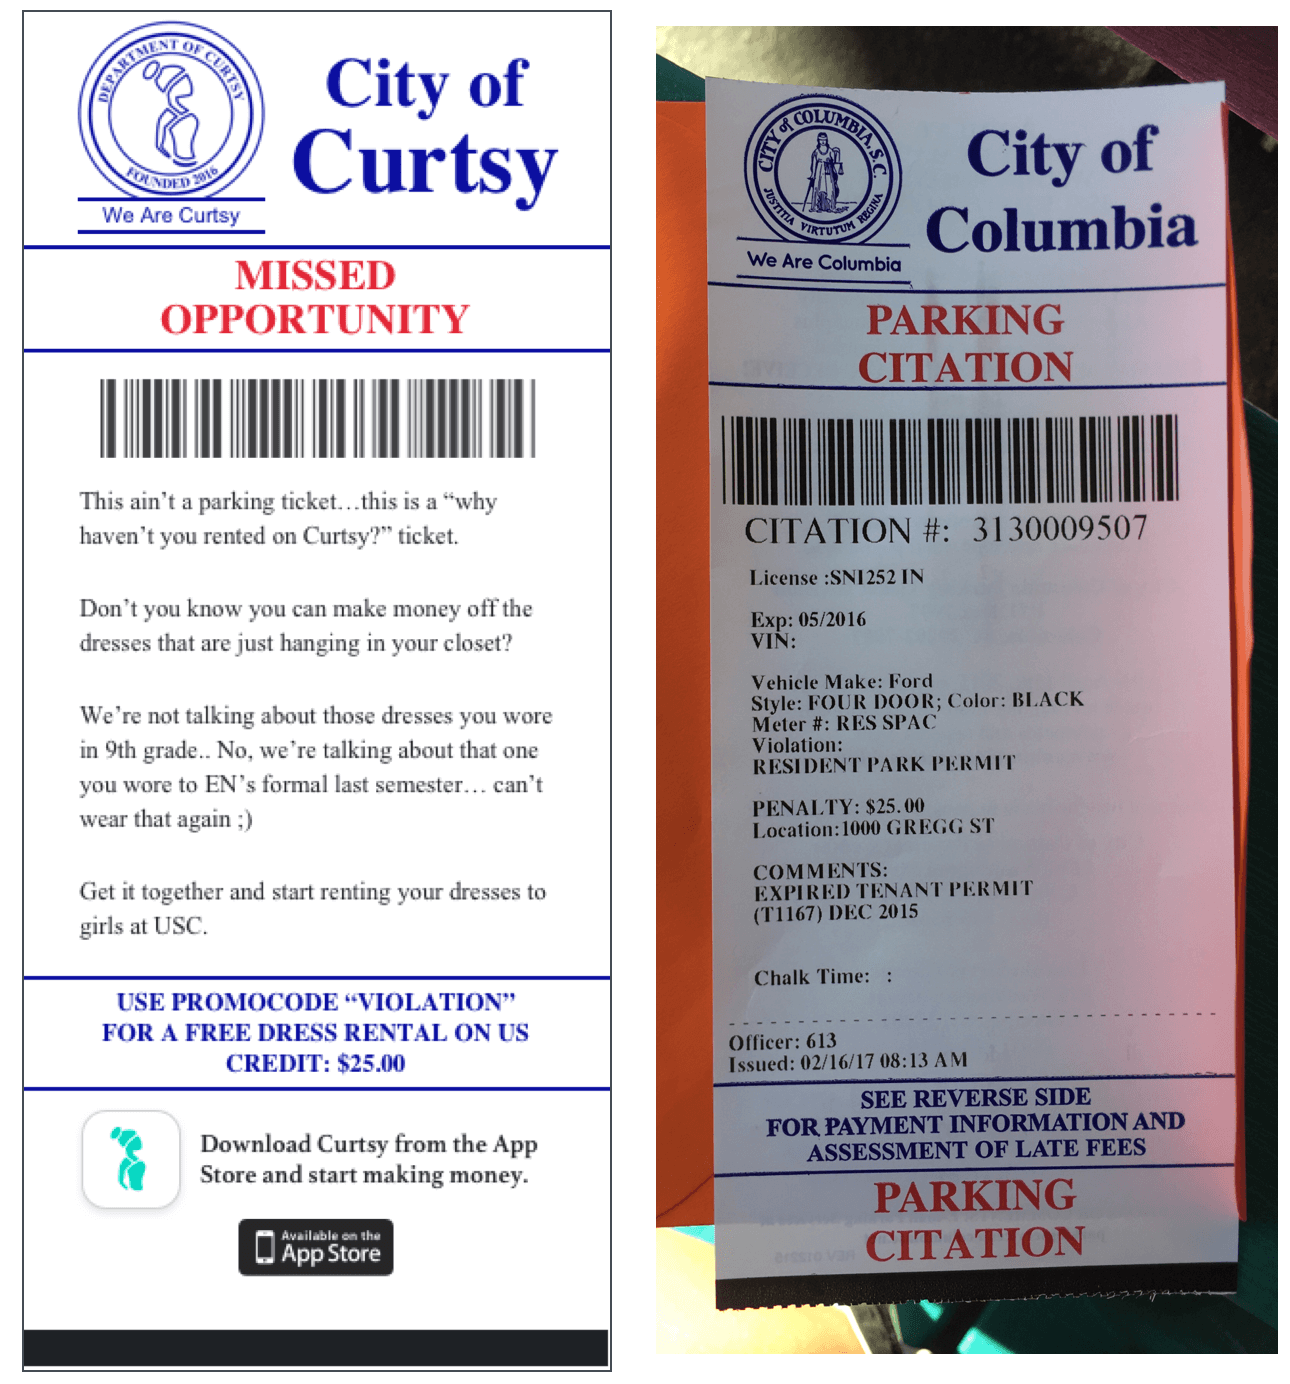 DEPARTMENT OF CURTSY
FOUNDED 2016
We Are Curtsy
City of
Curtsy
MISSED
OPPORTUNITY
This ain't a parking ticket…this is a “why
haven't you rented on Curtsy?” ticket.
Don't you know you can make money off the
dresses that are just hanging in your closet?
We're not talking about those dresses you wore
in 9th grade.. No, we're talking about that one
you wore to EN's formal last semester… can't
wear that again ;)
Get it together and start renting your dresses to
girls at USC.
USE PROMOCODE “VIOLATION”
FOR A FREE DRESS RENTAL ON US
CREDIT: $25.00
Download Curtsy from the App
Store and start making money.
Available on the
App Store
CITY of COLUMBIA, S.C.
JUSTITIA VIRTUTUM REGINA
We Are Columbia
City of
Columbia
PARKING
CITATION
CITATION #: 3130009507
License :SNI252 IN
Exp: 05/2016
VIN:
Vehicle Make: Ford
Style: FOUR DOOR; Color: BLACK
Meter #: RES SPAC
Violation:
RESIDENT PARK PERMIT
PENALTY: $25.00
Location:1000 GREGG ST
COMMENTS:
EXPIRED TENANT PERMIT
(T1167) DEC 2015
Chalk Time: :
Officer: 613
Issued: 02/16/17 08:13 AM
SEE REVERSE SIDE
FOR PAYMENT INFORMATION AND
ASSESSMENT OF LATE FEES
PARKING
CITATION